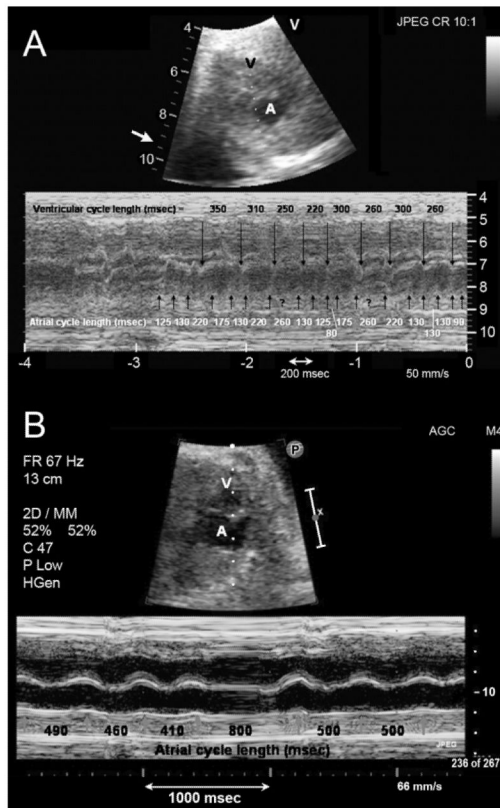 A
V
JPEG CR 10:1
4
6
8
10
V
A
Ventricular cycle length (msec) = 350 310 250 220 300 260 300 260
4
5
6
7
8
9
10
? ?
Atrial cycle length (msec)= 125 130 220 175 130 220 260 130 125 175 260 220 130 130 90
80 130
-4 -3 -2 -1 0
200 msec 50 mm/s
B
AGC M4
P
FR 67 Hz
13 cm
2D / MM
52% 52%
C 47
P Low
HGen
V
A
x
10
490 460 410 800 500 500
Atrial cycle length (msec)
JPEG
236 of 267
1000 msec
66 mm/s